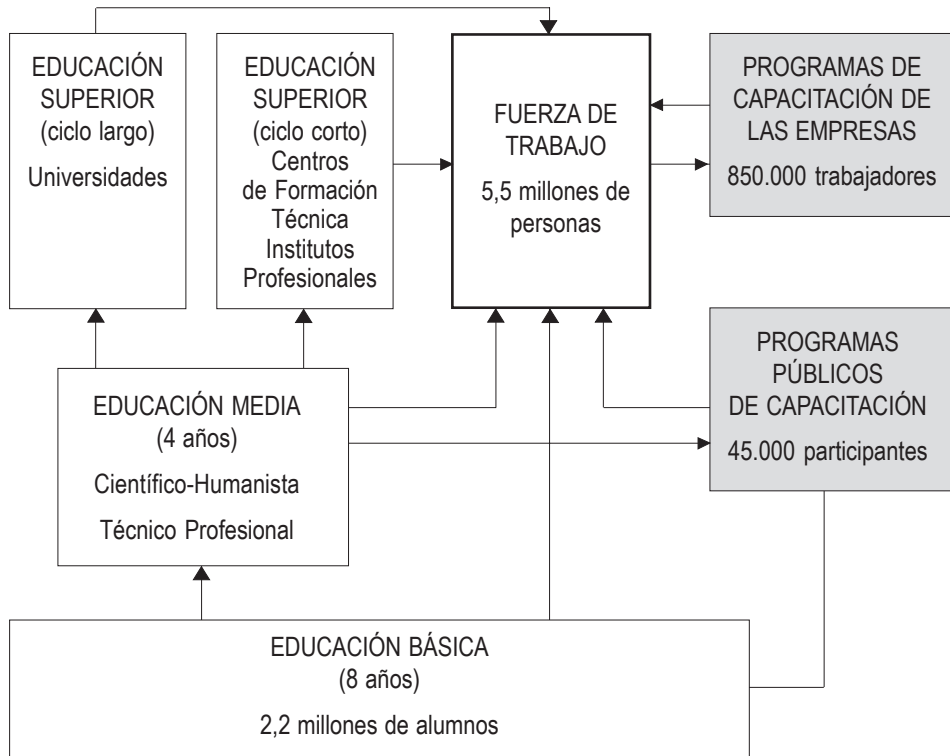 EDUCACIÓN
SUPERIOR
(ciclo largo)
Universidades
EDUCACIÓN
SUPERIOR
(ciclo corto)
Centros
de Formación
Técnica
Institutos
Profesionales
FUERZA DE
TRABAJO
5,5 millones de
personas
PROGRAMAS DE
CAPACITACIÓN DE
LAS EMPRESAS
850.000 trabajadores
EDUCACIÓN MEDIA
(4 años)
Científico-Humanista
Técnico Profesional
PROGRAMAS
PÚBLICOS
DE CAPACITACIÓN
45.000 participantes
EDUCACIÓN BÁSICA
(8 años)
2,2 millones de alumnos